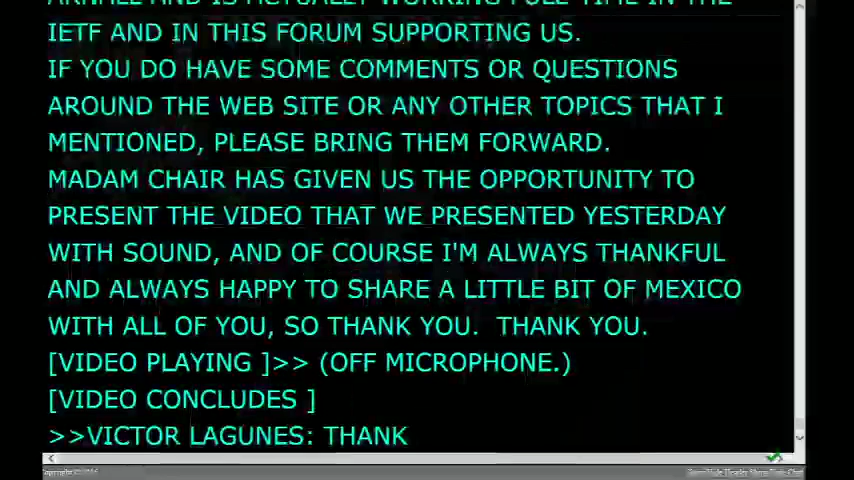 IETF AND IN THIS FORUM SUPPORTING US.
IF YOU DO HAVE SOME COMMENTS OR QUESTIONS
AROUND THE WEB SITE OR ANY OTHER TOPICS THAT I
MENTIONED, PLEASE BRING THEM FORWARD.
MADAM CHAIR HAS GIVEN US THE OPPORTUNITY TO
PRESENT THE VIDEO THAT WE PRESENTED YESTERDAY
WITH SOUND, AND OF COURSE I'M ALWAYS THANKFUL
AND ALWAYS HAPPY TO SHARE A LITTLE BIT OF MEXICO
WITH ALL OF YOU, SO THANK YOU.  THANK YOU.
[VIDEO PLAYING ]>> (OFF MICROPHONE.)
[VIDEO CONCLUDES ]
>>VICTOR LAGUNES: THANK